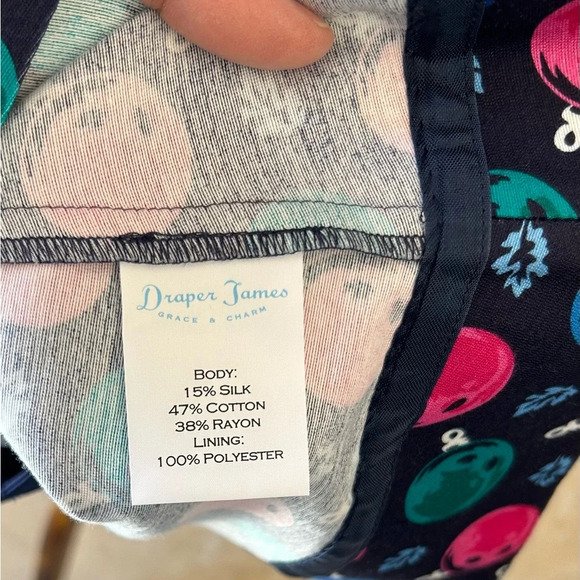 Draper James
GRACE & CHARM
BODY:
15% SILK
47% COTTON
38% RAYON
LINING:
100% POLYESTER